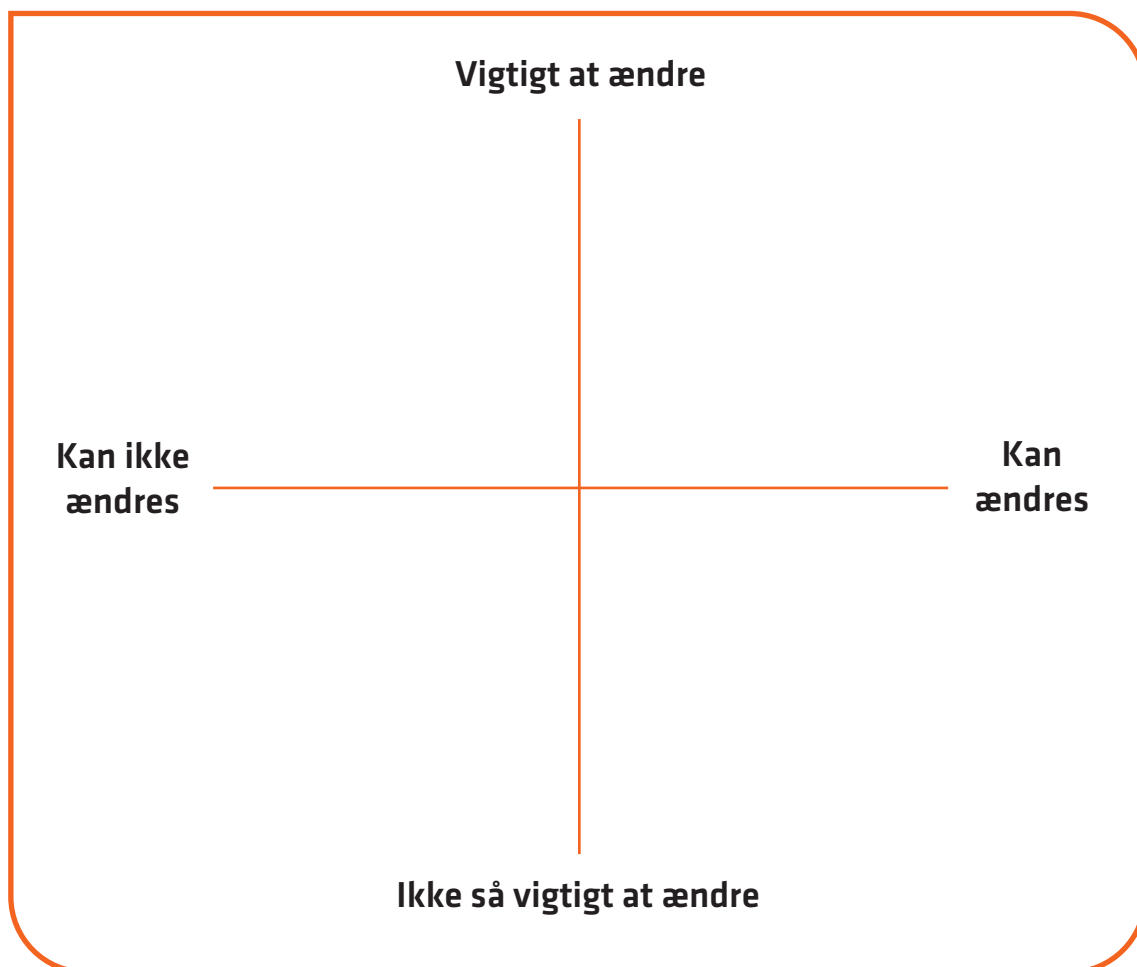 Vigtigt at ændre
Kan ikke
ændres
Kan
ændres
Ikke så vigtigt at ændre